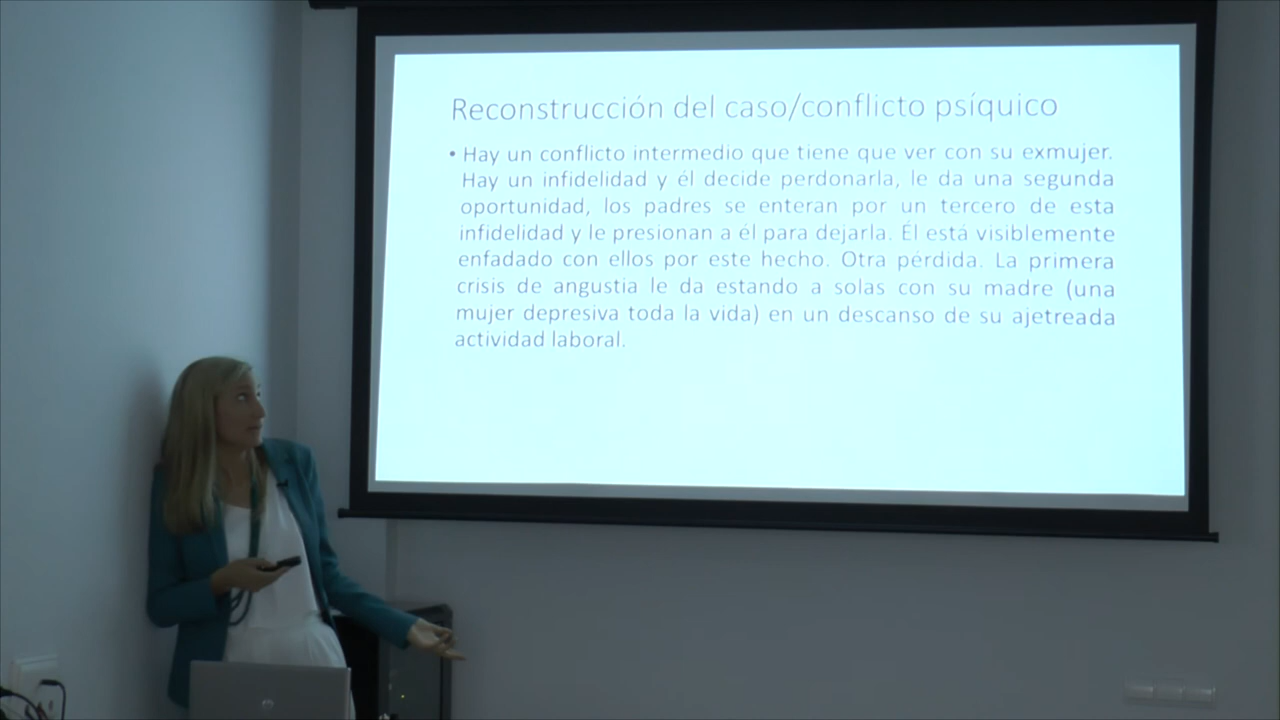 Reconstrucción del caso/conflicto psíquico
• Hay un conflicto intermedio que tiene que ver con su exmujer.
Hay un infidelidad y él decide perdonarla, le da una segunda
oportunidad, los padres se enteran por un tercero de esta
infidelidad y le presionan a él para dejarla. Él está visiblemente
enfadado con ellos por este hecho. Otra pérdida. La primera
crisis de angustia le da estando a solas con su madre (una
mujer depresiva toda la vida) en un descanso de su ajetreada
actividad laboral.
hp